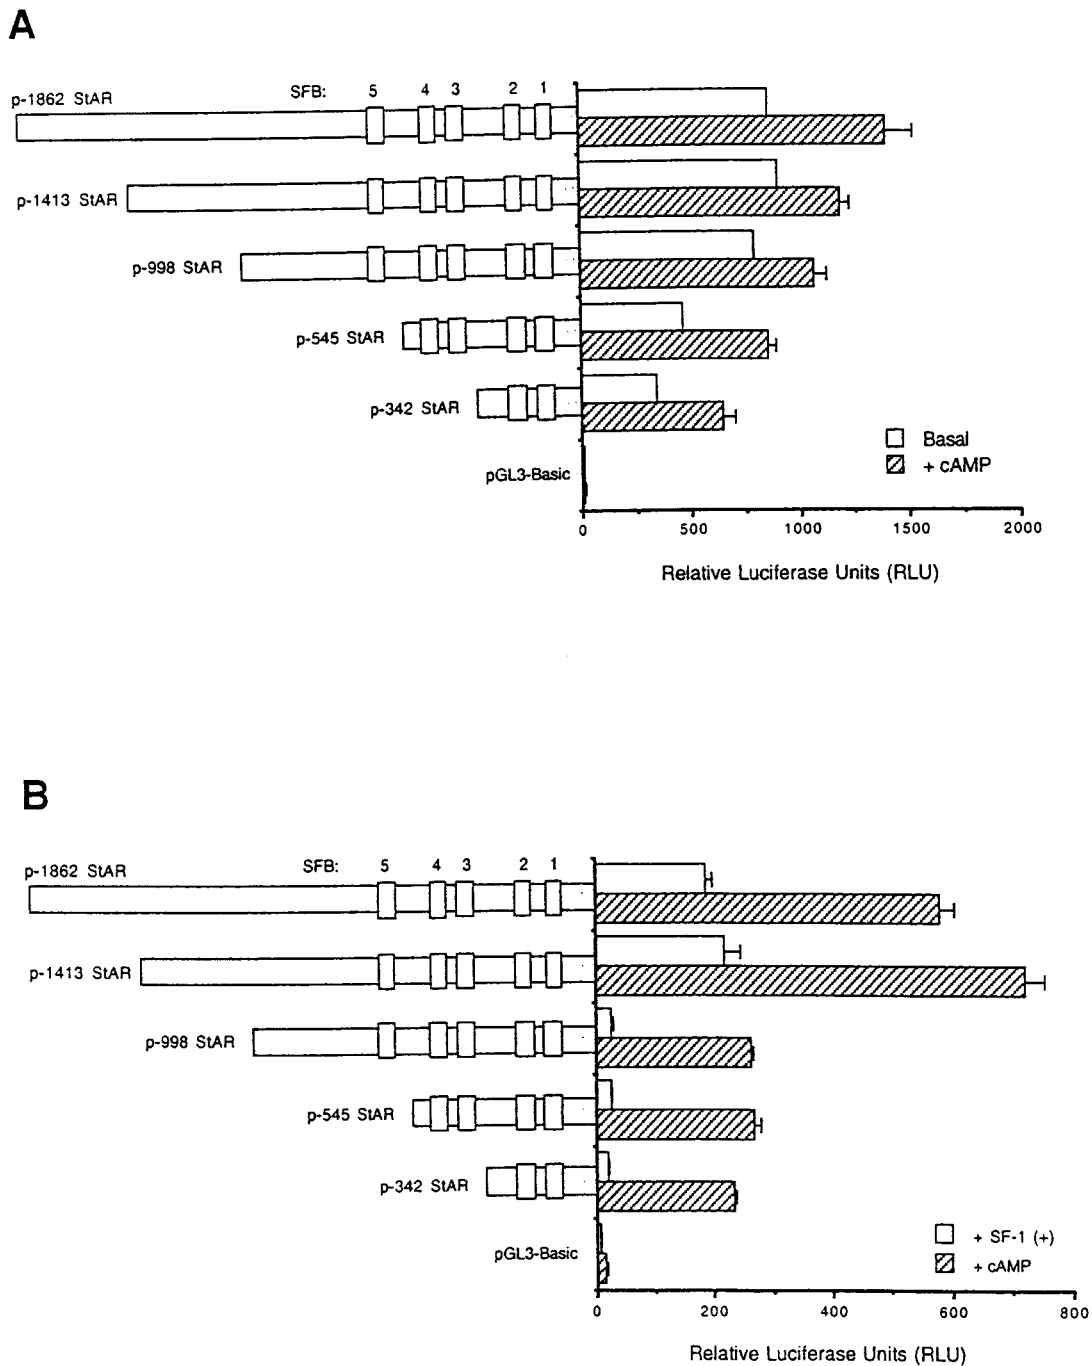 A
p-1862 StAR
SFB: 5 4 3 2 1
p-1413 StAR
p-998 StAR
p-545 StAR
p-342 StAR
pGL3-Basic
Basal
+ cAMP
0 500 1000 1500 2000
Relative Luciferase Units (RLU)
B
p-1862 StAR
SFB: 5 4 3 2 1
p-1413 StAR
p-998 StAR
p-545 StAR
p-342 StAR
pGL3-Basic
+ SF-1 (+)
+ cAMP
0 200 400 600 800
Relative Luciferase Units (RLU)